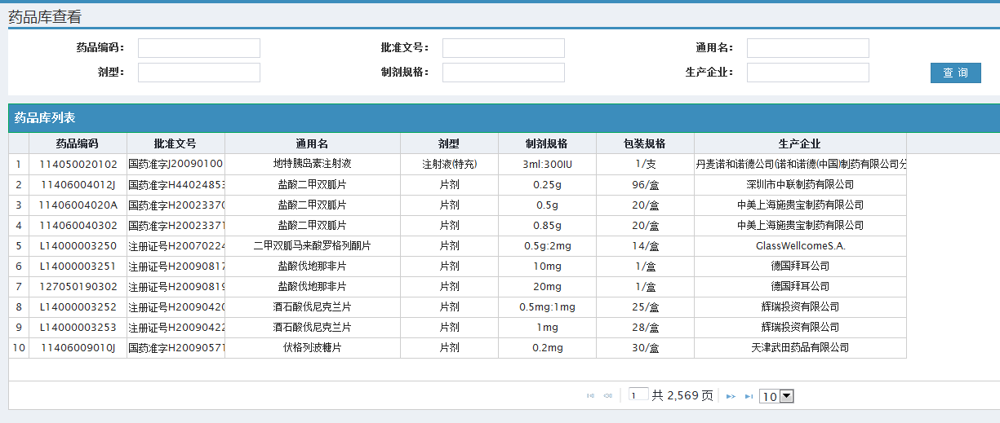 药品库查看
药品编码： 批准文号： 通用名：
剂型： 制剂规格： 生产企业： 查 询
药品库列表
药品编码 批准文号 通用名 剂型 制剂规格 包装规格 生产企业
1 114050020102 国药准字J20090100 地特胰岛素注射液 注射液(特充) 3ml:300IU 1/支 丹麦诺和诺德公司(诺和诺德(中国)制药有限公司分
2 11406004012J 国药准字H44024853 盐酸二甲双胍片 片剂 0.25g 96/盒 深圳市中联制药有限公司
3 11406004020A 国药准字H20023370 盐酸二甲双胍片 片剂 0.5g 20/盒 中美上海施贵宝制药有限公司
4 114060040302 国药准字H20023371 盐酸二甲双胍片 片剂 0.85g 20/盒 中美上海施贵宝制药有限公司
5 L14000003250 注册证号H20070224 二甲双胍马来酸罗格列酮片 片剂 0.5g:2mg 14/盒 GlassWellcomeS.A.
6 L14000003251 注册证号H20090817 盐酸伐地那非片 片剂 10mg 1/盒 德国拜耳公司
7 127050190302 注册证号H20090819 盐酸伐地那非片 片剂 20mg 1/盒 德国拜耳公司
8 L14000003252 注册证号H20090420 酒石酸伐尼克兰片 片剂 0.5mg:1mg 25/盒 辉瑞投资有限公司
9 L14000003253 注册证号H20090422 酒石酸伐尼克兰片 片剂 1mg 28/盒 辉瑞投资有限公司
10 11406009010J 国药准字H20090571 伏格列波糖片 片剂 0.2mg 30/盒 天津武田药品有限公司
1 共 2,569 页 10